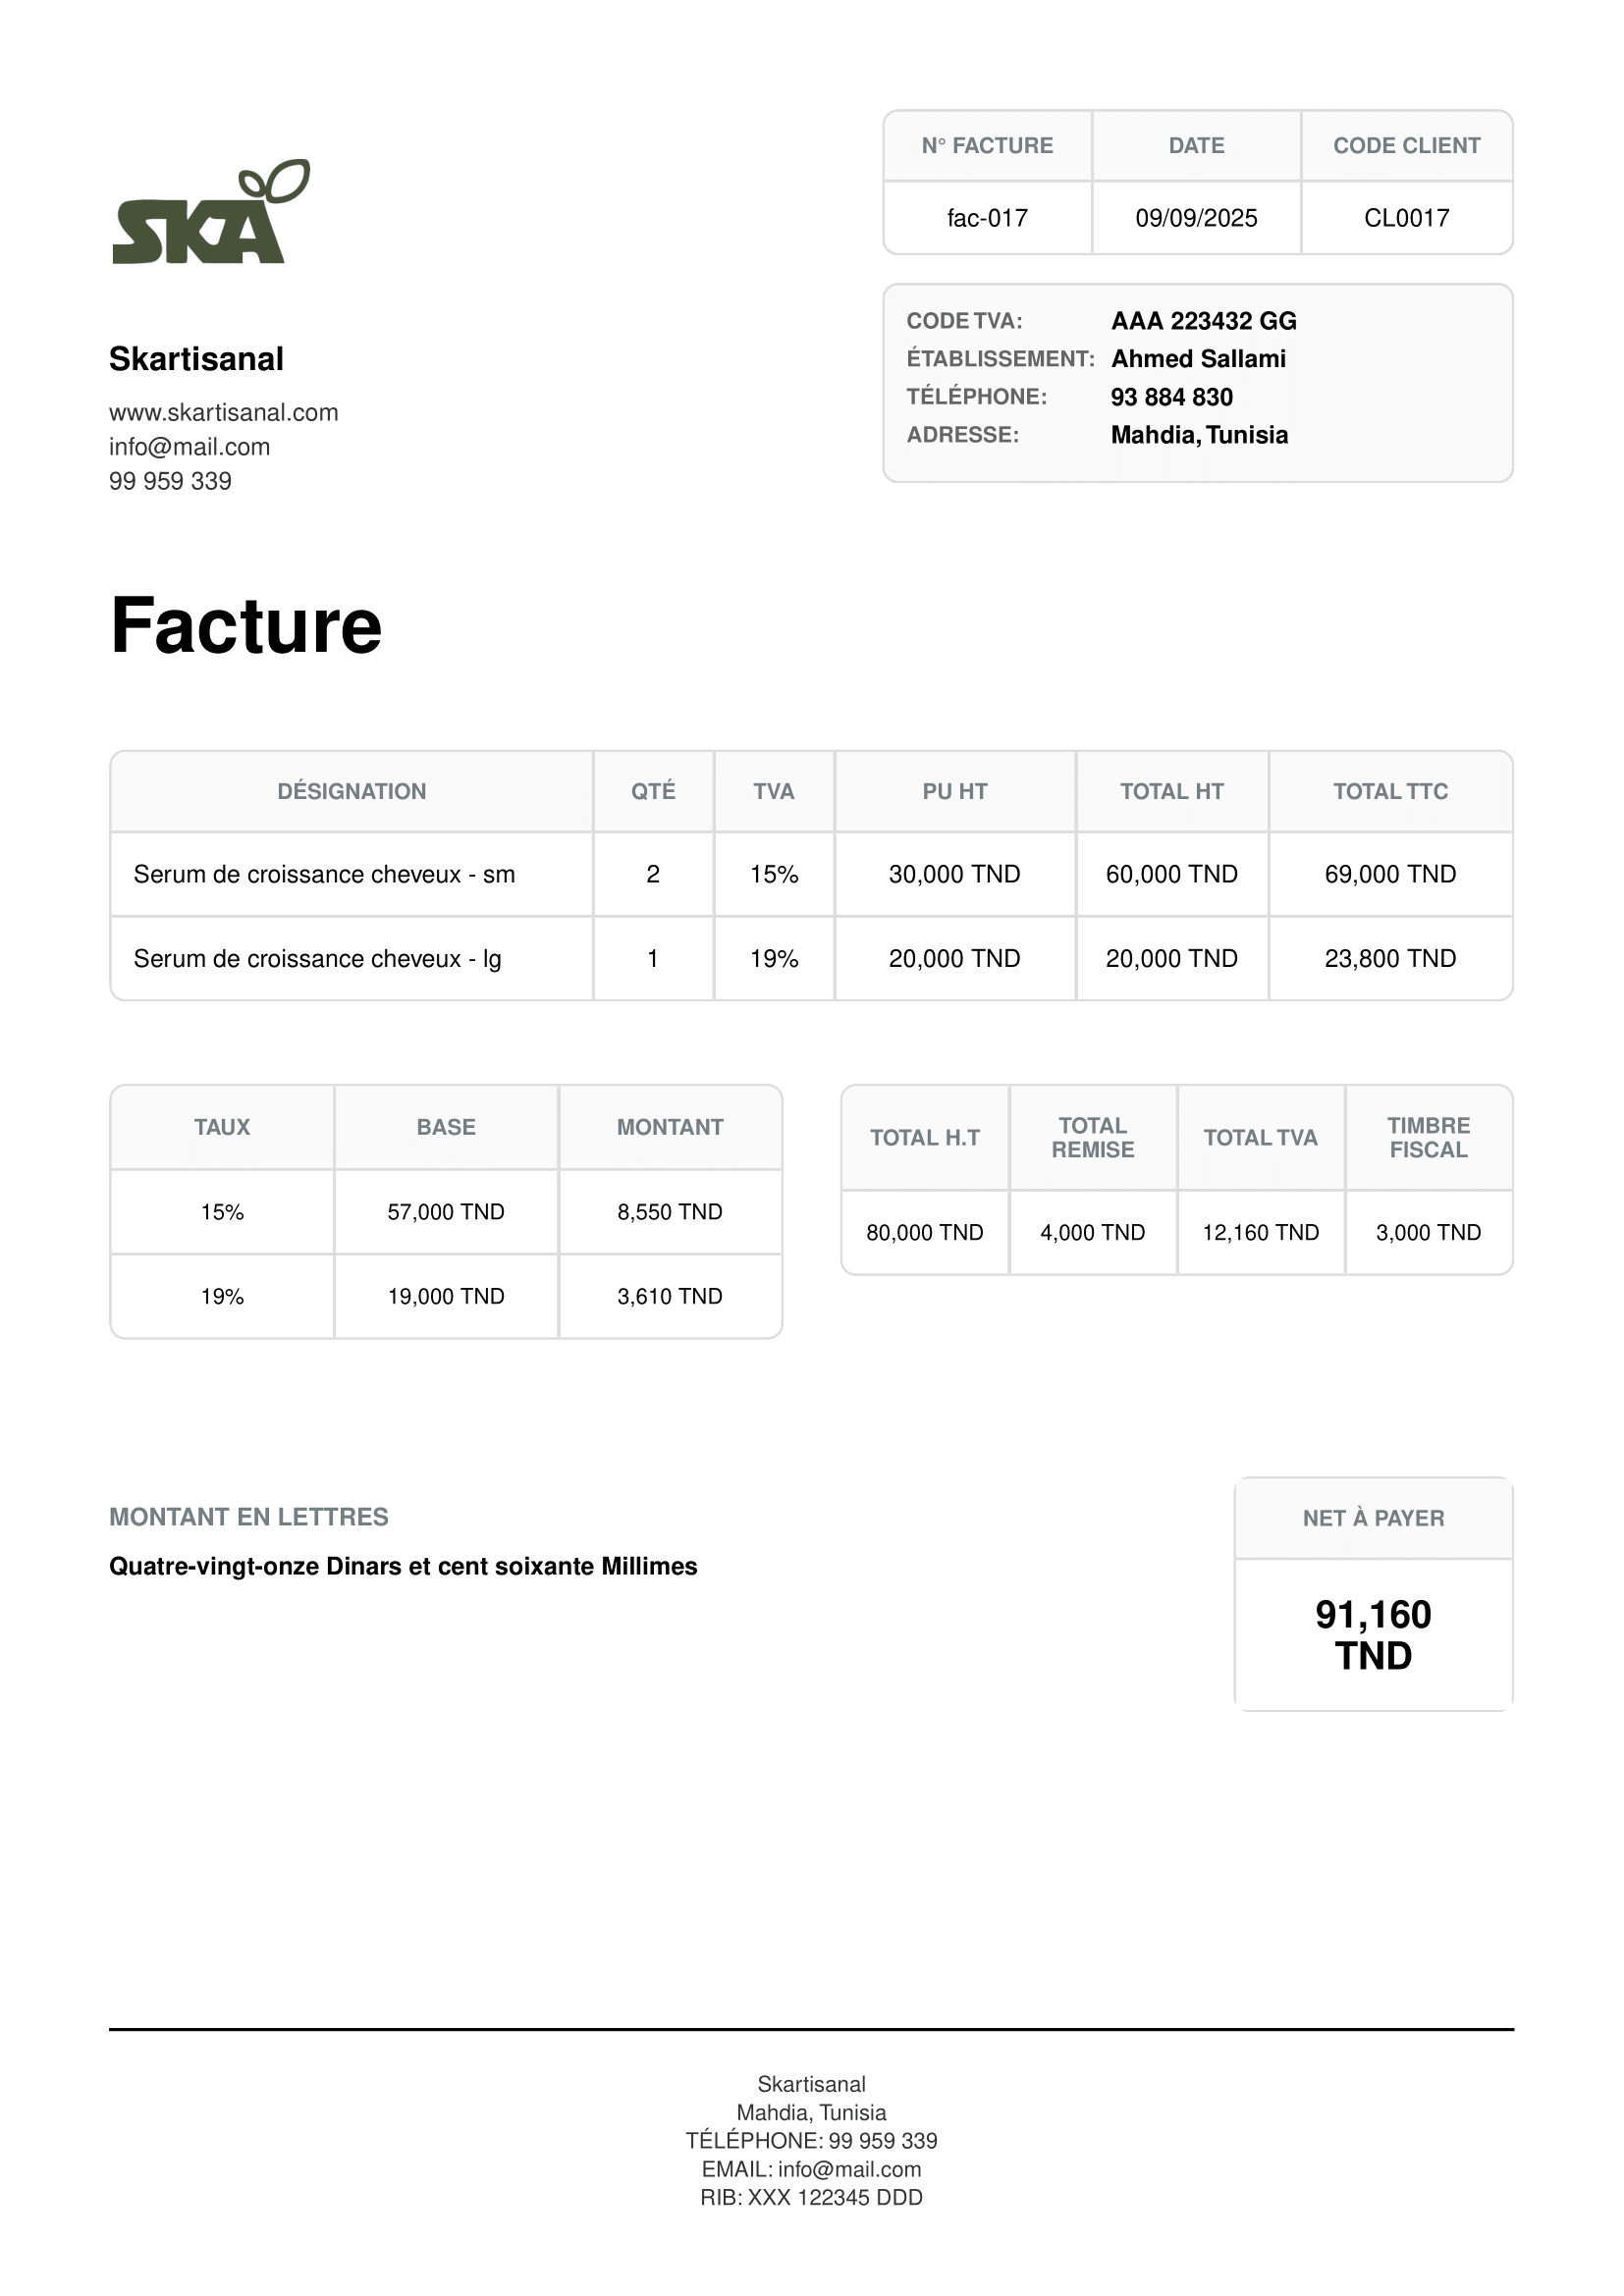 SKA
Skartisanal
www.skartisanal.com
info@mail.com
99 959 339
N° FACTURE DATE CODE CLIENT
fac-017 09/09/2025 CL0017
CODE TVA: AAA 223432 GG
ÉTABLISSEMENT: Ahmed Sallami
TÉLÉPHONE: 93 884 830
ADRESSE: Mahdia, Tunisia
Facture
DÉSIGNATION QTÉ TVA PU HT TOTAL HT TOTAL TTC
Serum de croissance cheveux - sm 2 15% 30,000 TND 60,000 TND 69,000 TND
Serum de croissance cheveux - lg 1 19% 20,000 TND 20,000 TND 23,800 TND
TAUX BASE MONTANT
15% 57,000 TND 8,550 TND
19% 19,000 TND 3,610 TND
TOTAL H.T TOTAL REMISE TOTAL TVA TIMBRE FISCAL
80,000 TND 4,000 TND 12,160 TND 3,000 TND
MONTANT EN LETTRES
Quatre-vingt-onze Dinars et cent soixante Millimes
NET À PAYER
91,160
TND
Skartisanal
Mahdia, Tunisia
TÉLÉPHONE: 99 959 339
EMAIL: info@mail.com
RIB: XXX 122345 DDD